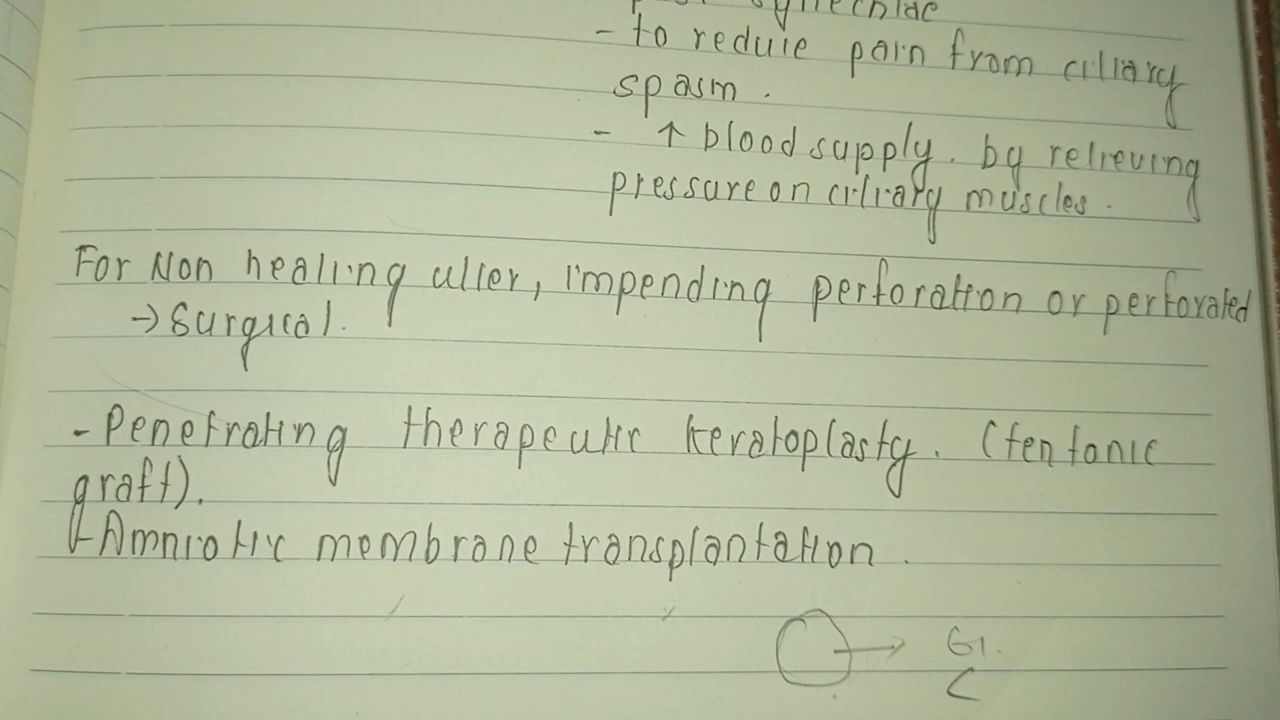 synechiae
- to reduce pain from ciliary
spasm.
- ↑ blood supply. by relieving
pressure on ciliary muscles.
For Non healing ulcer, impending perforation or perforated
→ Surgical.
- Penetrating therapeutic keratoplasty. (tentonic
graft).
- Amniotic membrane transplantation.
→ G1.